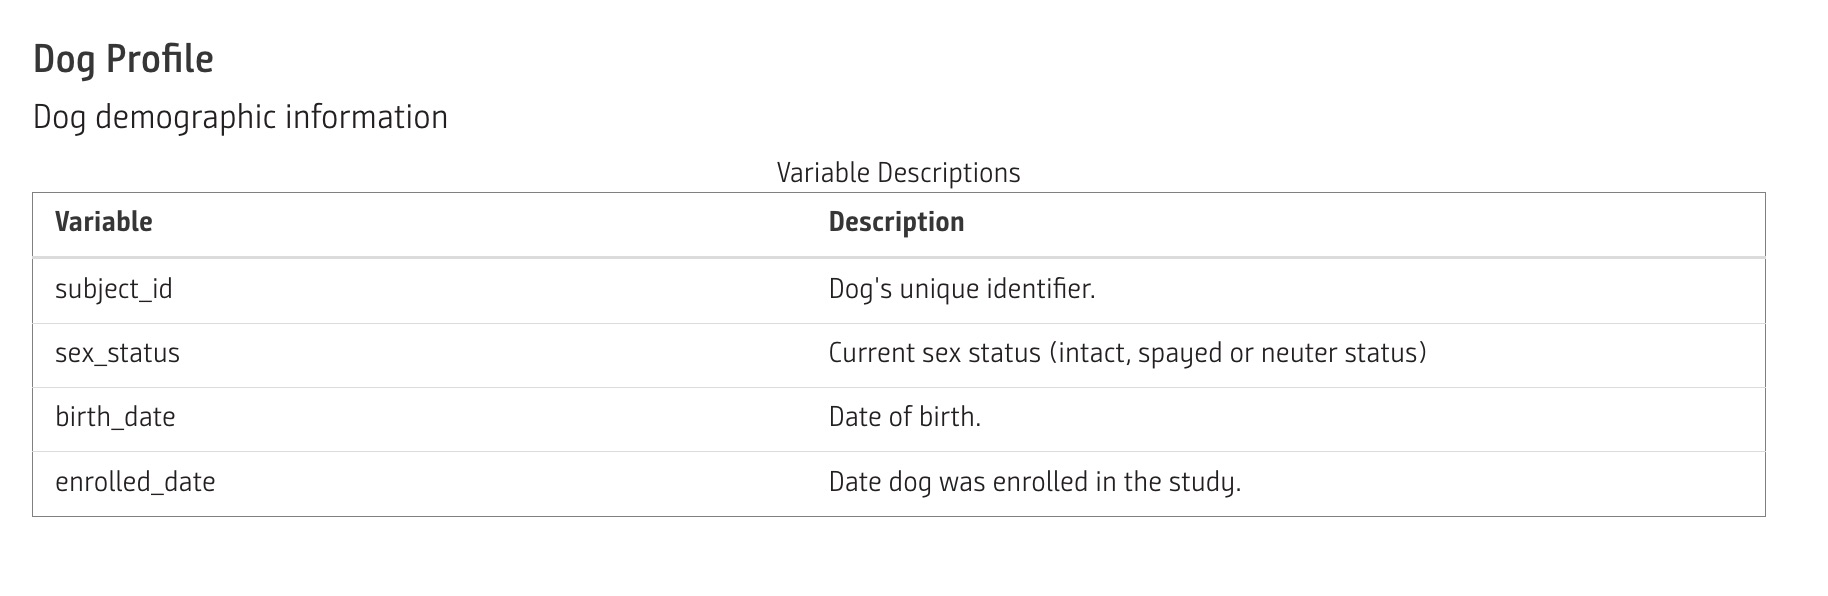 Dog Profile
Dog demographic information
Variable Descriptions
Variable Description
subject_id Dog's unique identifier.
sex_status Current sex status (intact, spayed or neuter status)
birth_date Date of birth.
enrolled_date Date dog was enrolled in the study.